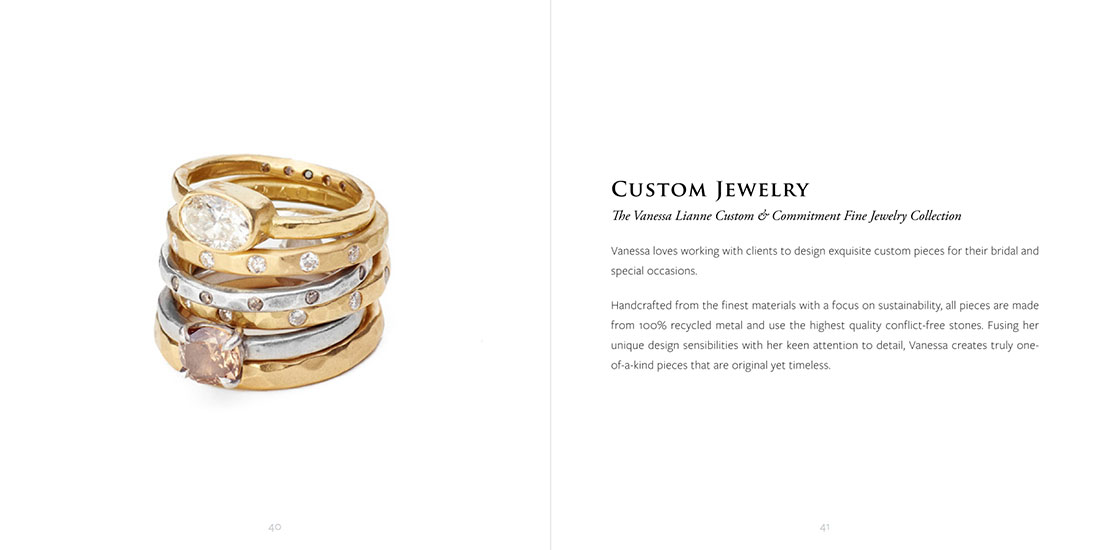 40
Custom Jewelry
The Vanessa Lianne Custom & Commitment Fine Jewelry Collection
Vanessa loves working with clients to design exquisite custom pieces for their bridal and
special occasions.
Handcrafted from the finest materials with a focus on sustainability, all pieces are made
from 100% recycled metal and use the highest quality conflict-free stones. Fusing her
unique design sensibilities with her keen attention to detail, Vanessa creates truly one-
of-a-kind pieces that are original yet timeless.
41